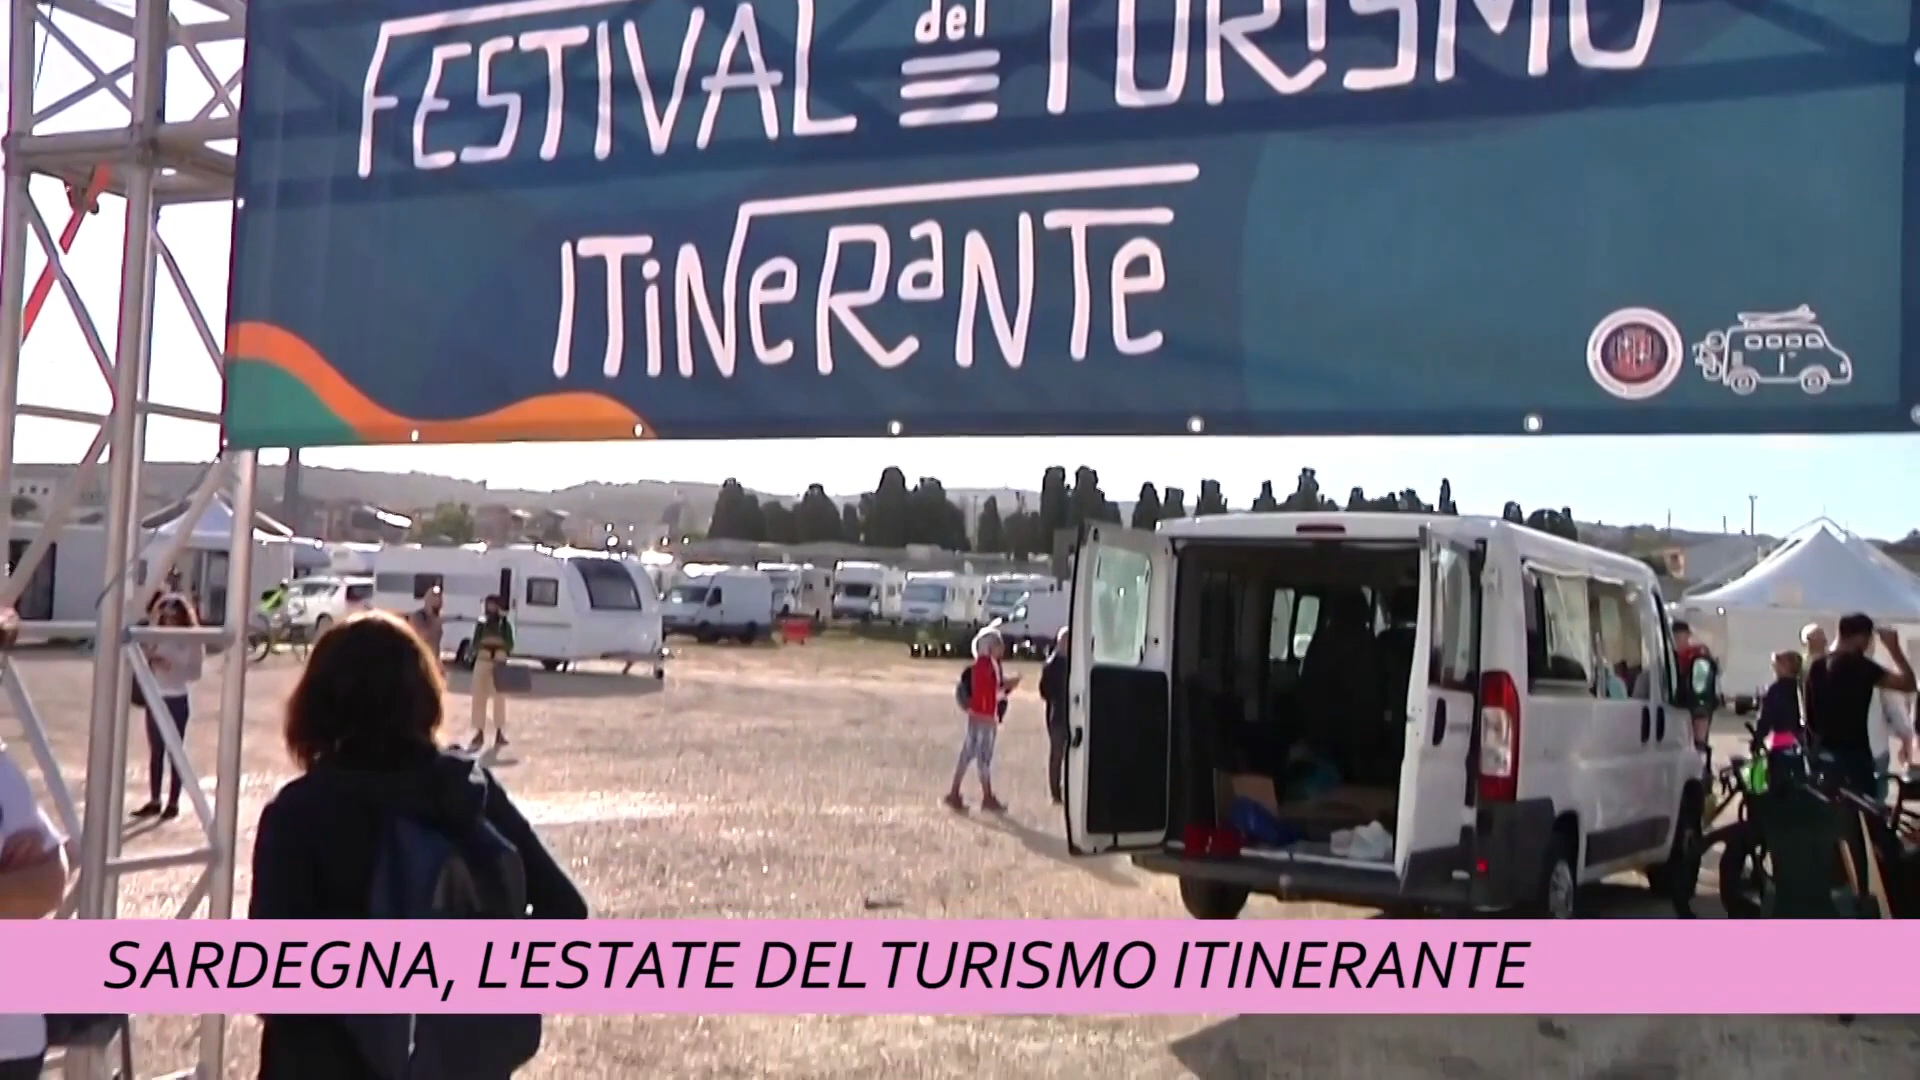 FESTIVAL del TURISMO
ITiNeRaNTe
SARDEGNA, L'ESTATE DEL TURISMO ITINERANTE